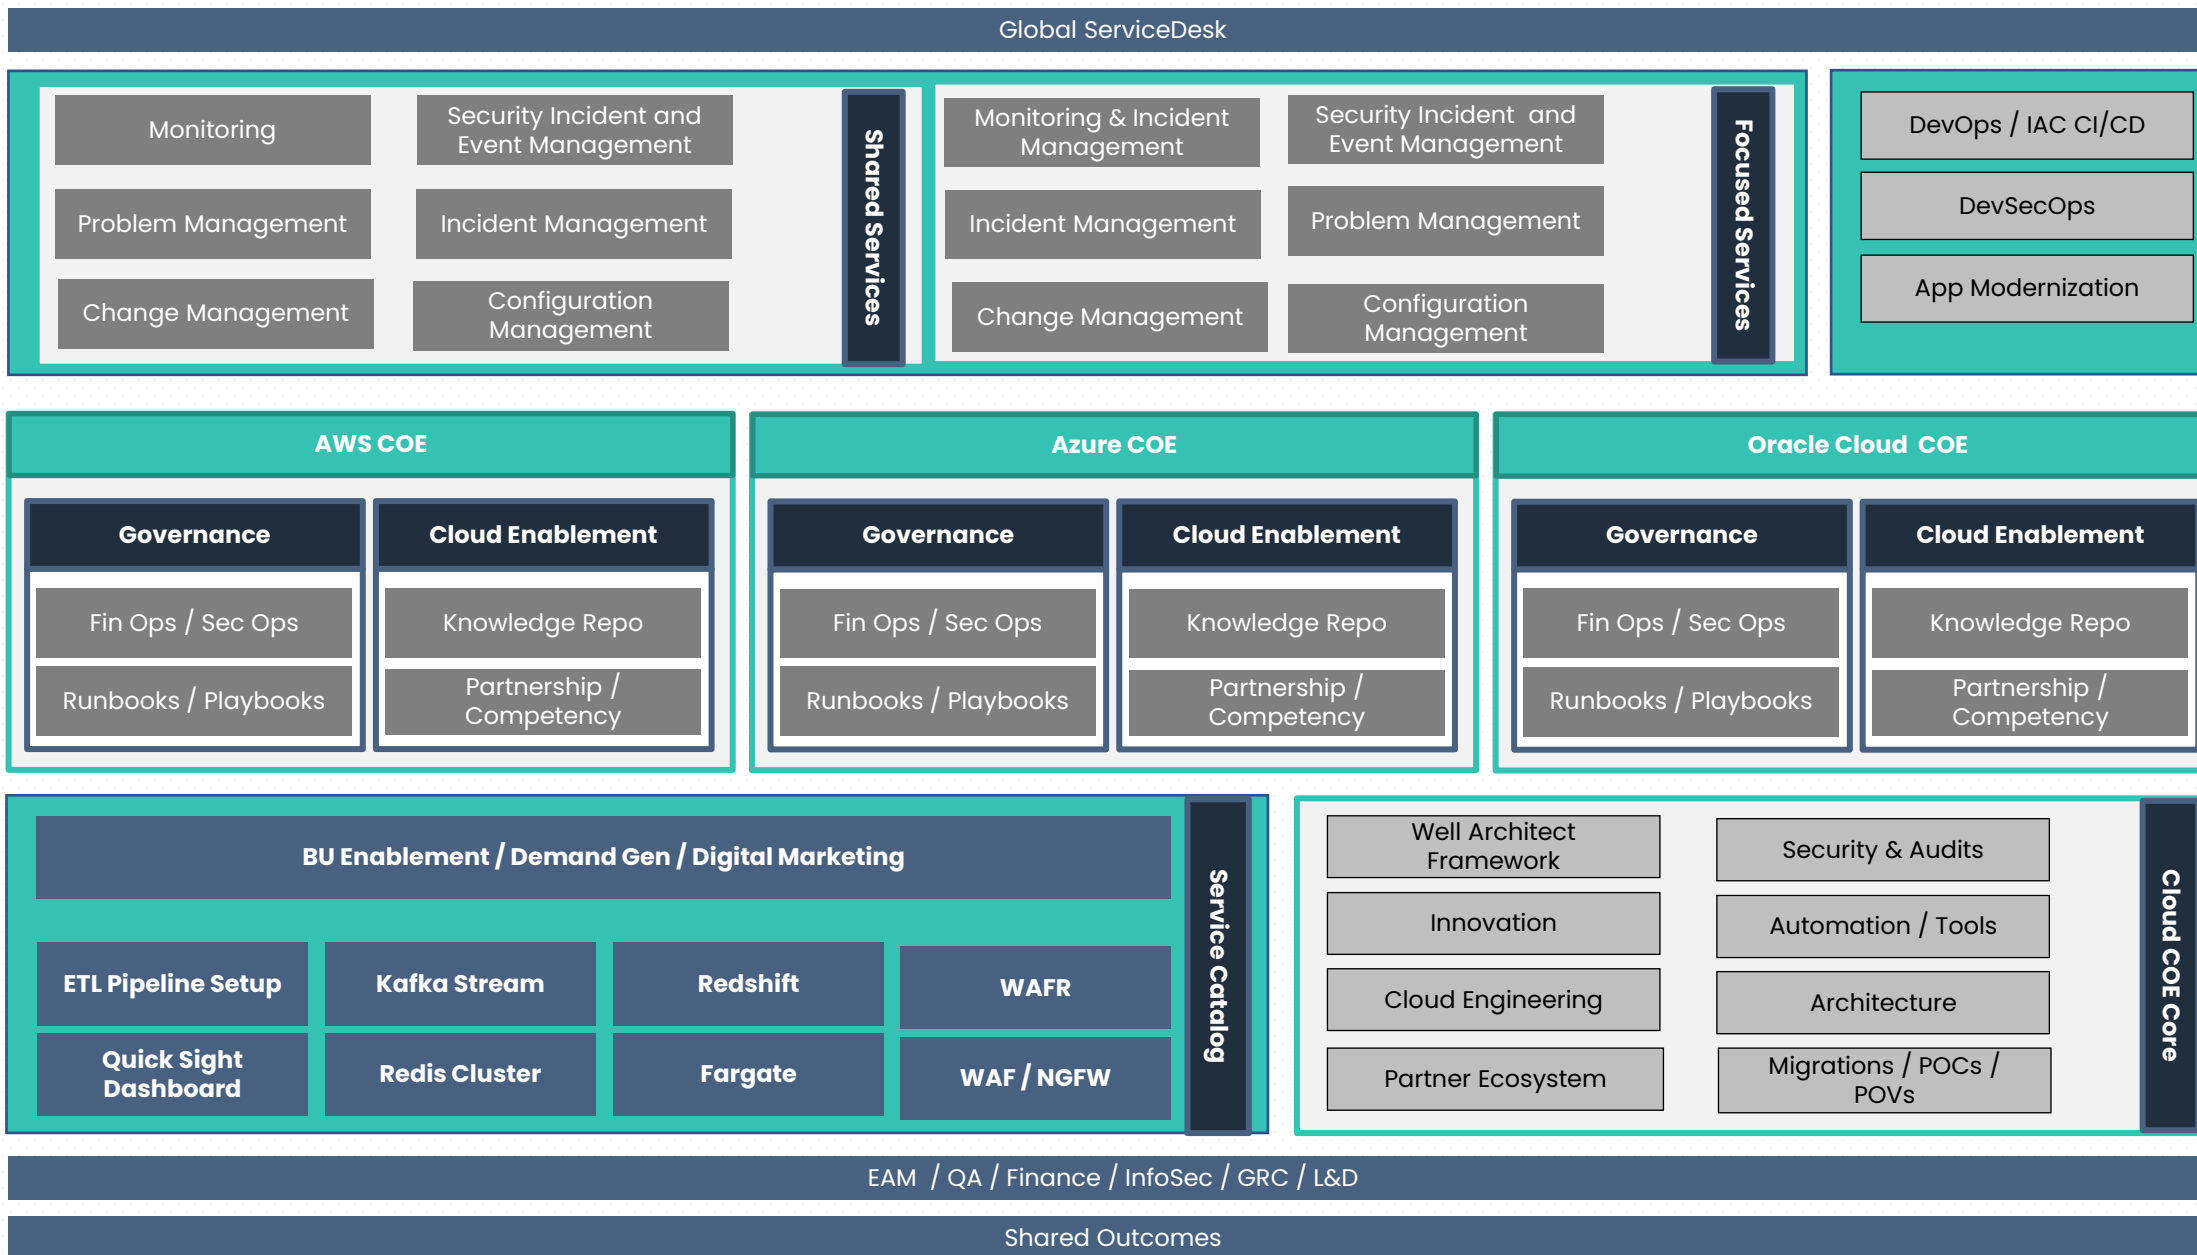 Global ServiceDesk
Monitoring
Security Incident and
Event Management
Problem Management
Incident Management
Change Management
Configuration
Management
Shared Services
Monitoring & Incident
Management
Security Incident  and
Event Management
Incident Management
Problem Management
Change Management
Configuration
Management
Focused Services
DevOps / IAC CI/CD
DevSecOps
App Modernization
AWS COE
Governance
Fin Ops / Sec Ops
Runbooks / Playbooks
Cloud Enablement
Knowledge Repo
Partnership /
Competency
Azure COE
Governance
Fin Ops / Sec Ops
Runbooks / Playbooks
Cloud Enablement
Knowledge Repo
Partnership /
Competency
Oracle Cloud  COE
Governance
Fin Ops / Sec Ops
Runbooks / Playbooks
Cloud Enablement
Knowledge Repo
Partnership /
Competency
BU Enablement / Demand Gen / Digital Marketing
ETL Pipeline Setup
Kafka Stream
Redshift
WAFR
Quick Sight
Dashboard
Redis Cluster
Fargate
WAF / NGFW
Service Catalog
Well Architect
Framework
Security & Audits
Innovation
Automation / Tools
Cloud Engineering
Architecture
Partner Ecosystem
Migrations / POCs /
POVs
Cloud COE Core
EAM  / QA / Finance / InfoSec / GRC / L&D
Shared Outcomes